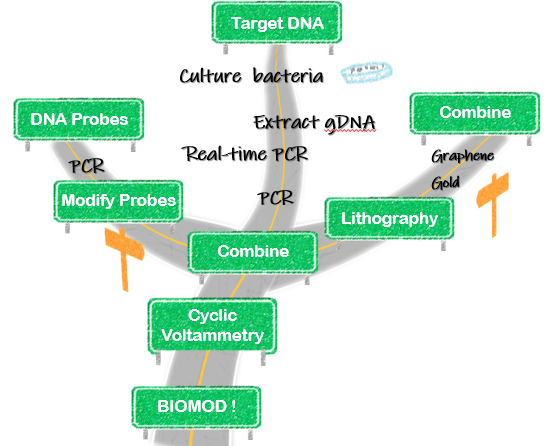 Target DNA
Culture bacteria
DNA Probes
Combine
Extract gDNA
Real-time PCR
PCR
Graphene
Gold
Modify Probes
PCR
Lithography
Combine
Cyclic
Voltammetry
BIOMOD !